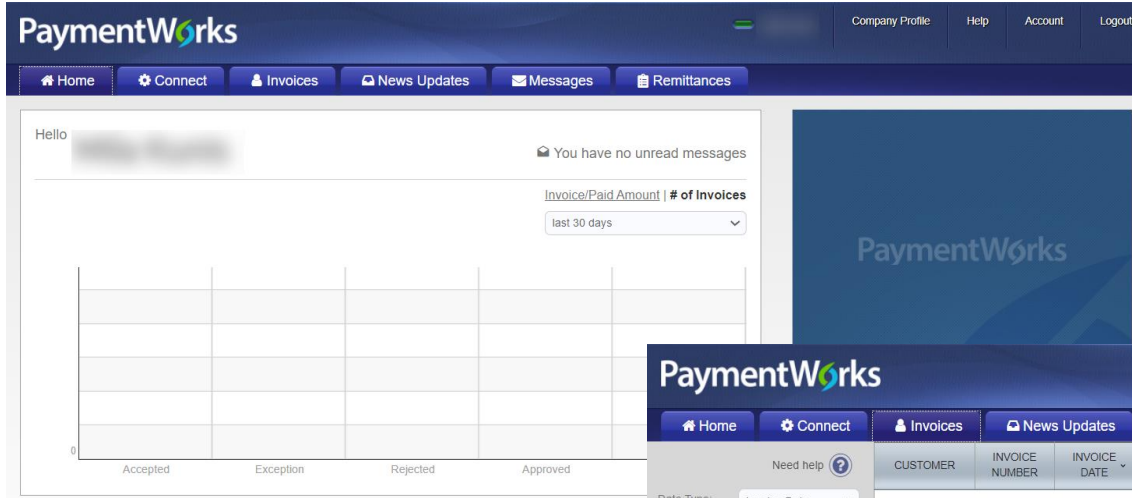 PaymentWorks
Company Profile Help Account Logout
Home Connect Invoices News Updates Messages Remittances
Hello
You have no unread messages
Invoice/Paid Amount | # of Invoices
last 30 days
PaymentWorks
0
Accepted Exception Rejected Approved
PaymentWorks
Home Connect Invoices News Updates
Need help ? CUSTOMER INVOICE NUMBER INVOICE DATE